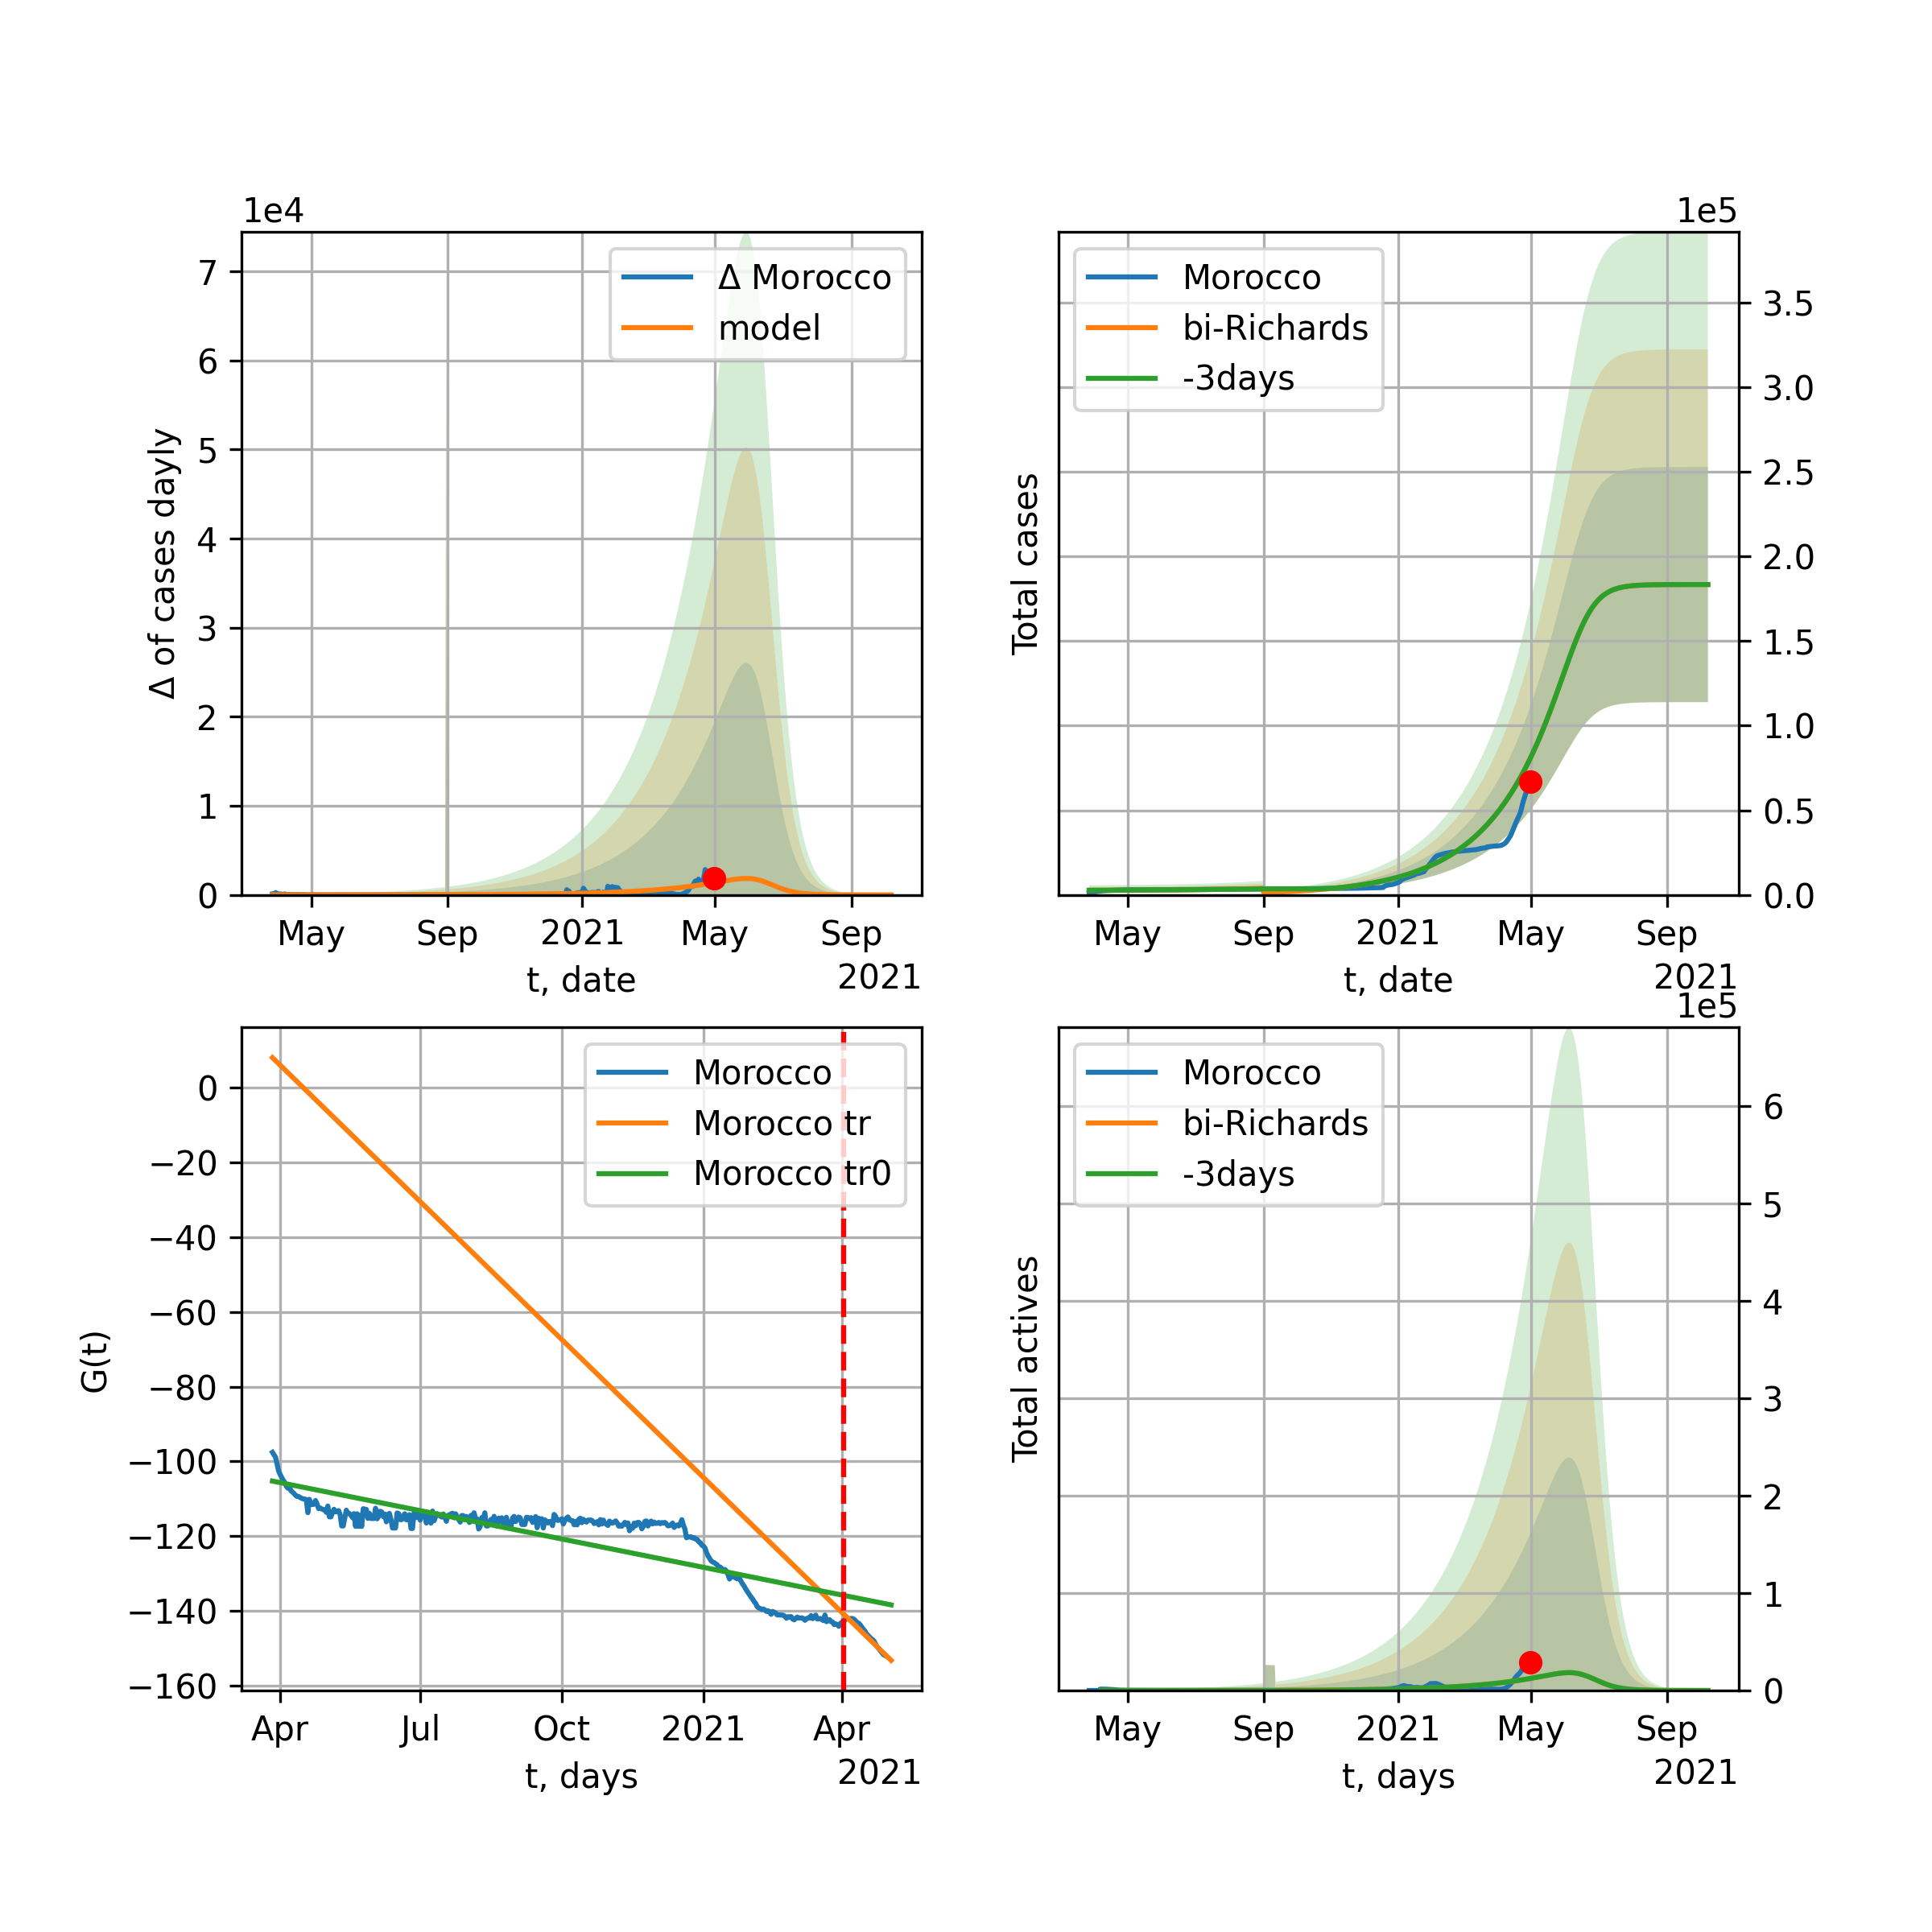 1e4
7
6
5
4
3
2
1
0
Δ of cases dayly
Δ Morocco
model
May Sep 2021 May Sep
t, date
2021
1e5
3.5
3.0
2.5
2.0
1.5
1.0
0.5
0.0
Total cases
Morocco
bi-Richards
-3days
May Sep 2021 May Sep
t, date
2021
0
−20
−40
−60
−80
−100
−120
−140
−160
G(t)
Morocco
Morocco tr
Morocco tr0
Apr Jul Oct 2021 Apr
t, days
2021
1e5
6
5
4
3
2
1
0
Total actives
Morocco
bi-Richards
-3days
May Sep 2021 May Sep
t, days
2021